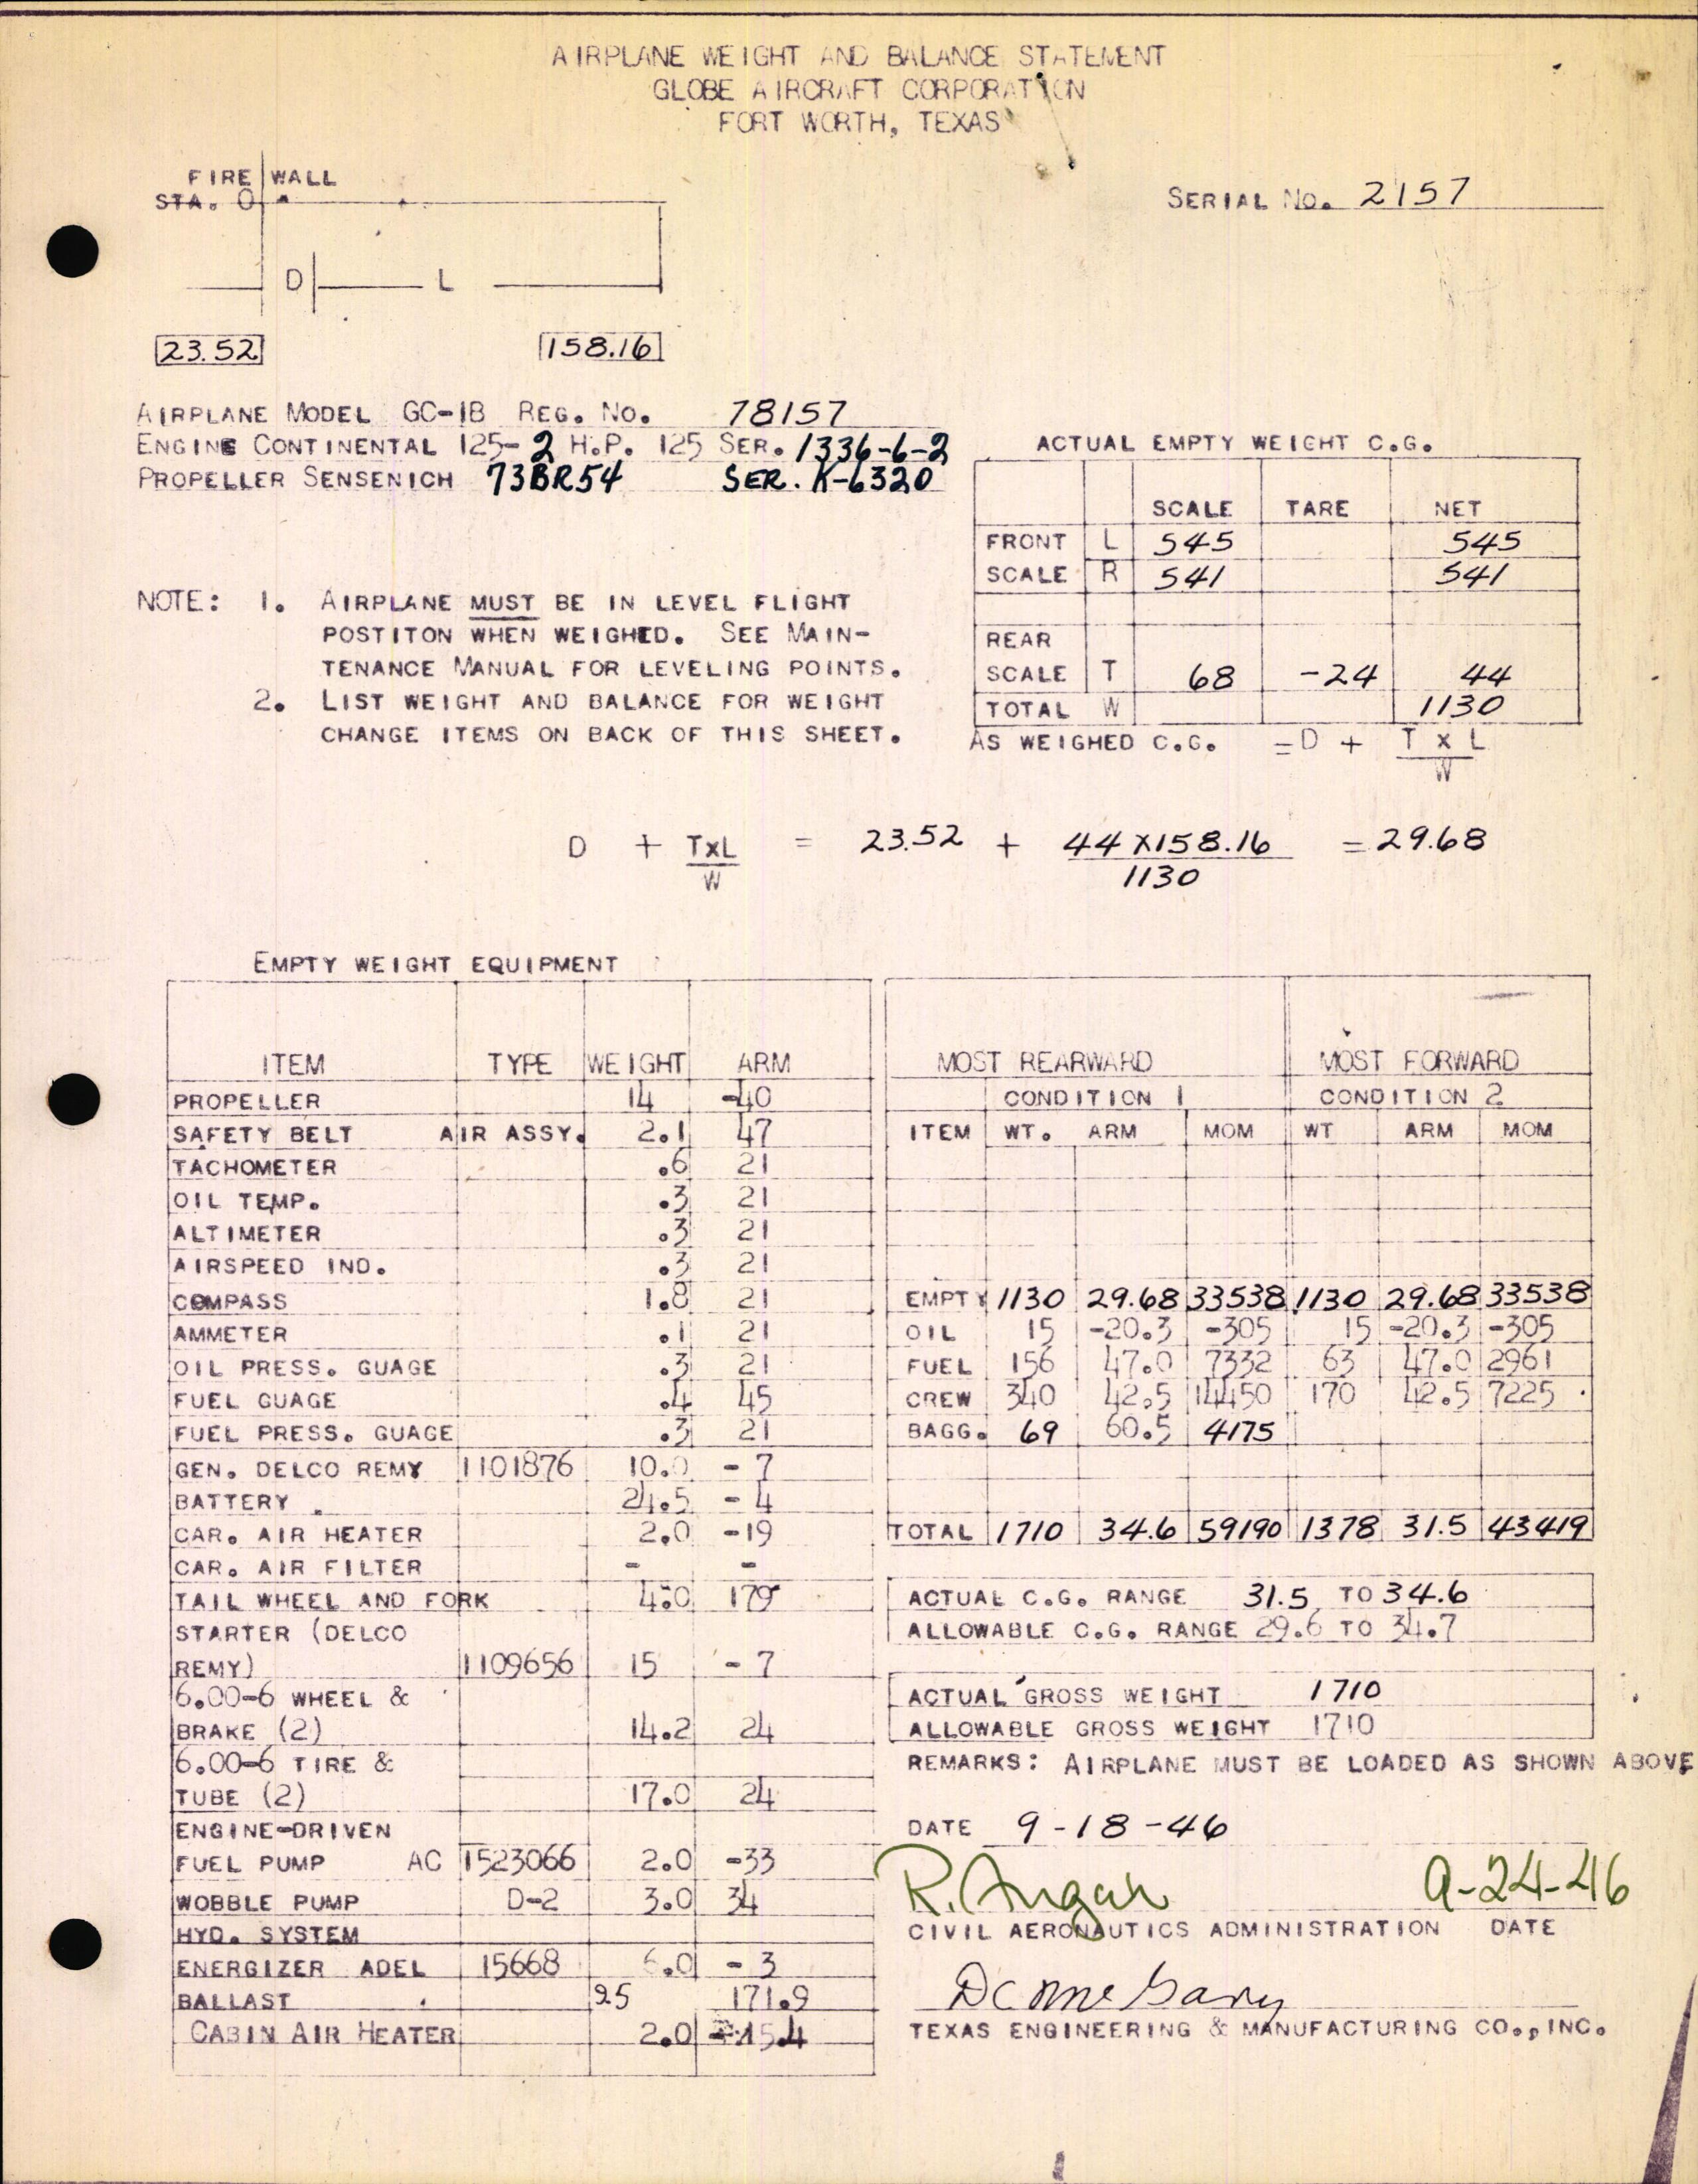 AIRPLANE WEIGHT AND BALANCE STATEMENT
GLOBE AIRCRAFT CORPORATION
FORT WORTH, TEXAS
FIRE WALL
STA. 0
SERIAL NO. 2157
D L
23.52 158.16
AIRPLANE MODEL GC-1B REG. NO. 78157
ENGINE CONTINENTAL 125-2 H.P. 125 SER. 1336-6-2
PROPELLER SENSENICH 73BR54 SER. K-6320
ACTUAL EMPTY WEIGHT C.G.
SCALE TARE NET
FRONT L 545 545
SCALE R 541 541
REAR
SCALE T 68 -24 44
TOTAL W 1130
AS WEIGHED C.G. = D + T x L
W
NOTE: 1. AIRPLANE MUST BE IN LEVEL FLIGHT
POSTITON WHEN WEIGHED. SEE MAIN-
TENANCE MANUAL FOR LEVELING POINTS.
2. LIST WEIGHT AND BALANCE FOR WEIGHT
CHANGE ITEMS ON BACK OF THIS SHEET.
D + TxL = 23.52 + 44 X 158.16 = 29.68
W 1130
EMPTY WEIGHT EQUIPMENT
ITEM TYPE WEIGHT ARM
PROPELLER 14 -40
SAFETY BELT AIR ASSY. 2.1 47
TACHOMETER .6 21
OIL TEMP. .3 21
ALTIMETER .3 21
AIRSPEED IND. .3 21
COMPASS 1.8 21
AMMETER .1 21
OIL PRESS. GUAGE .3 21
FUEL GUAGE .4 45
FUEL PRESS. GUAGE .3 21
GEN. DELCO REMY 1101876 10.0 - 7
BATTERY 24.5 - 4
CAR. AIR HEATER 2.0 -19
CAR. AIR FILTER - -
TAIL WHEEL AND FORK 4.0 179
STARTER (DELCO
REMY) 1109656 15 - 7
6.00-6 WHEEL &
BRAKE (2) 14.2 24
6.00-6 TIRE &
TUBE (2) 17.0 24
ENGINE-DRIVEN
FUEL PUMP AC 1523066 2.0 -33
WOBBLE PUMP D-2 3.0 34
HYD. SYSTEM
ENERGIZER ADEL 15668 6.0 - 3
BALLAST 25 171.9
CABIN AIR HEATER 2.0 -15.4
MOST REARWARD MOST FORWARD
CONDITION 1 CONDITION 2
ITEM WT. ARM MOM WT ARM MOM
EMPTY 1130 29.68 33538 1130 29.68 33538
OIL 15 -20.3 -305 15 -20.3 -305
FUEL 156 47.0 7332 63 47.0 2961
CREW 340 42.5 14450 170 42.5 7225
BAGG. 69 60.5 4175
TOTAL 1710 34.6 59190 1378 31.5 43419
ACTUAL C.G. RANGE 31.5 TO 34.6
ALLOWABLE C.G. RANGE 29.6 TO 34.7
ACTUAL GROSS WEIGHT 1710
ALLOWABLE GROSS WEIGHT 1710
REMARKS: AIRPLANE MUST BE LOADED AS SHOWN ABOVE
DATE 9-18-46
R. 9-24-46
CIVIL AERONAUTICS ADMINISTRATION DATE
TEXAS ENGINEERING & MANUFACTURING CO., INC.